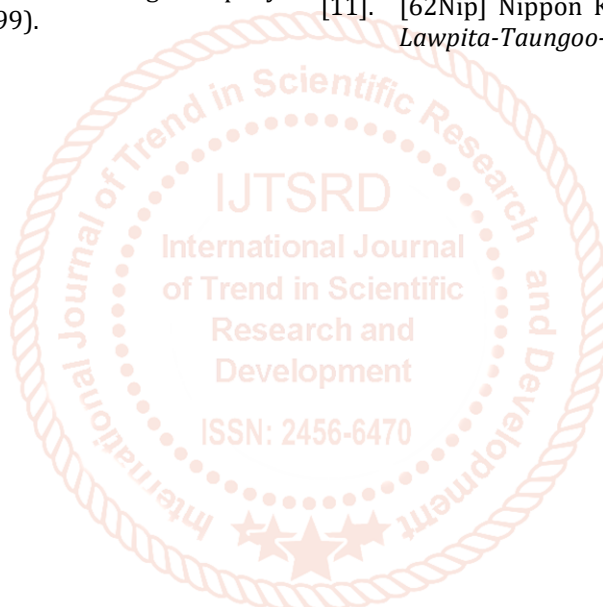 99).
[11]. [62Nip] Nippon
Lawpita-Taungoo-
International Journal of Trend in Scientific Research and Development
IJTSRD
International Journal
of Trend in Scientific
Research and
Development
ISSN: 2456-6470